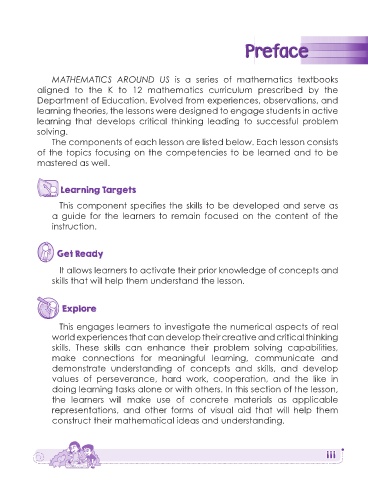 Preface
MATHEMATICS AROUND US is a series of mathematics textbooks
aligned to the K to 12 mathematics curriculum prescribed by the
Department of Education. Evolved from experiences, observations, and
learning theories, the lessons were designed to engage students in active
learning that develops critical thinking leading to successful problem
solving.
The components of each lesson are listed below. Each lesson consists
of the topics focusing on the competencies to be learned and to be
mastered as well.
Learning Targets
This component specifies the skills to be developed and serve as
a guide for the learners to remain focused on the content of the
instruction.
Get Ready
It allows learners to activate their prior knowledge of concepts and
skills that will help them understand the lesson.
Explore
This engages learners to investigate the numerical aspects of real
world experiences that can develop their creative and critical thinking
skills. These skills can enhance their problem solving capabilities,
make connections for meaningful learning, communicate and
demonstrate understanding of concepts and skills, and develop
values of perseverance, hard work, cooperation, and the like in
doing learning tasks alone or with others. In this section of the lesson,
the learners will make use of concrete materials as applicable
representations, and other forms of visual aid that will help them
construct their mathematical ideas and understanding.
iii